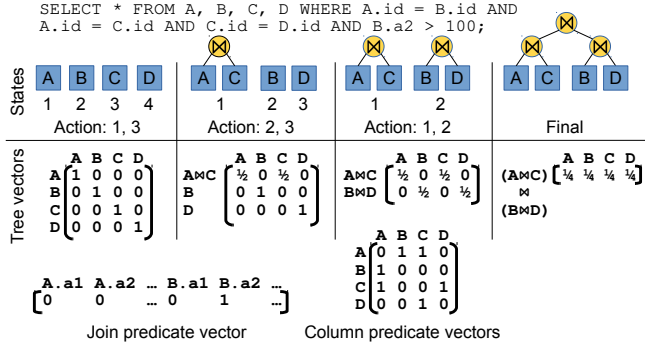 SELECT * FROM A, B, C, D WHERE A.id = B.id AND
A.id = C.id AND C.id = D.id AND B.a2 > 100;
⋈ ⋈ ⋈ ⋈ ⋈ ⋈
States
A B C D A C B D A C B D A C B D
1 2 3 4 1 2 3 1 2
Action: 1, 3 Action: 2, 3 Action: 1, 2 Final
Tree vectors
A B C D
A 1 0 0 0
B 0 1 0 0
C 0 0 1 0
D 0 0 0 1
A B C D
A⋈C ½ 0 ½ 0
B 0 1 0 0
D 0 0 0 1
A B C D
A⋈C ½ 0 ½ 0
B⋈D 0 ½ 0 ½
A B C D
(A⋈C) ¼ ¼ ¼ ¼
⋈
(B⋈D)
A.a1 A.a2 … B.a1 B.a2 …
0 0 … 0 1 …
Join predicate vector
A B C D
A 0 1 1 0
B 1 0 0 0
C 1 0 0 1
D 0 0 1 0
Column predicate vectors